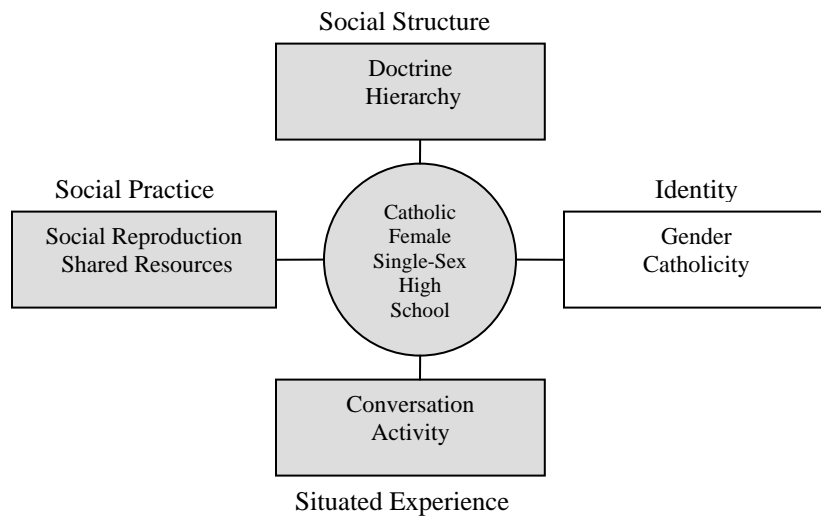 Social Structure
Doctrine
Hierarchy
Social Practice
Social Reproduction
Shared Resources
Catholic
Female
Single-Sex
High
School
Identity
Gender
Catholicity
Conversation
Activity
Situated Experience